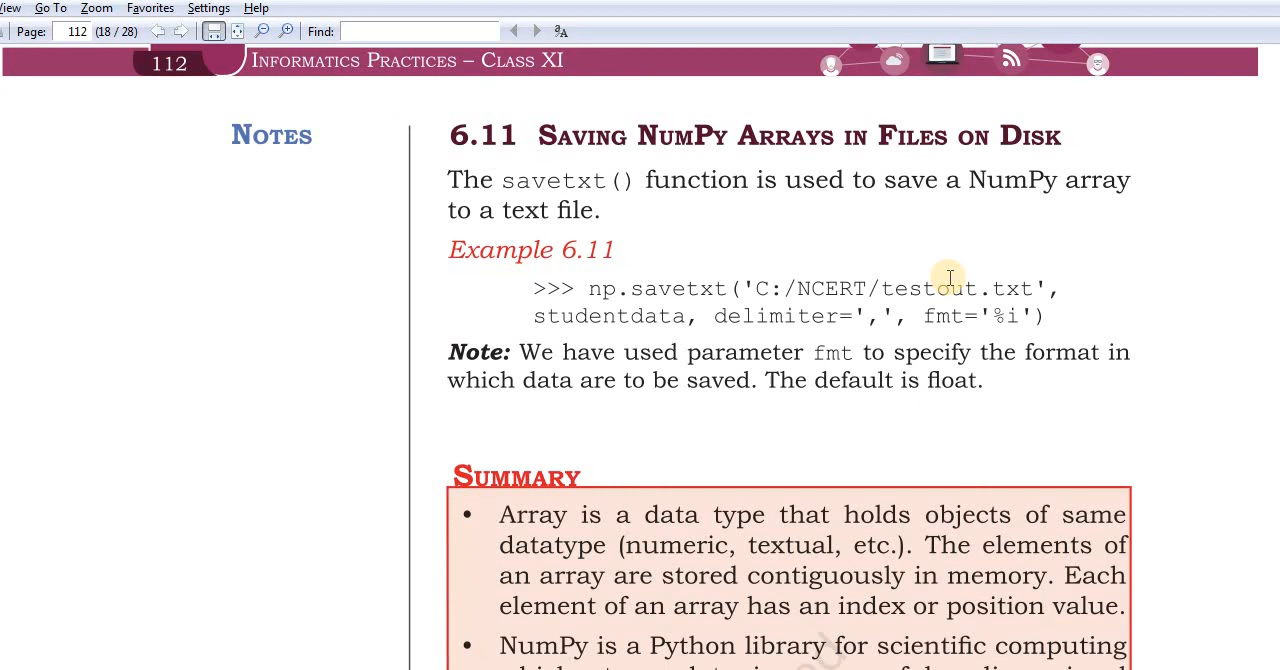 View Go To Zoom Favorites Settings Help
Page: 112 (18 / 28) Find:
112 Informatics Practices – Class XI
Notes
6.11 Saving NumPy Arrays in Files on Disk
The savetxt() function is used to save a NumPy array
to a text file.
Example 6.11
>>> np.savetxt('C:/NCERT/testout.txt',
studentdata, delimiter=',', fmt='%i')
Note: We have used parameter fmt to specify the format in
which data are to be saved. The default is float.
Summary
• Array is a data type that holds objects of same
datatype (numeric, textual, etc.). The elements of
an array are stored contiguously in memory. Each
element of an array has an index or position value.
• NumPy is a Python library for scientific computing